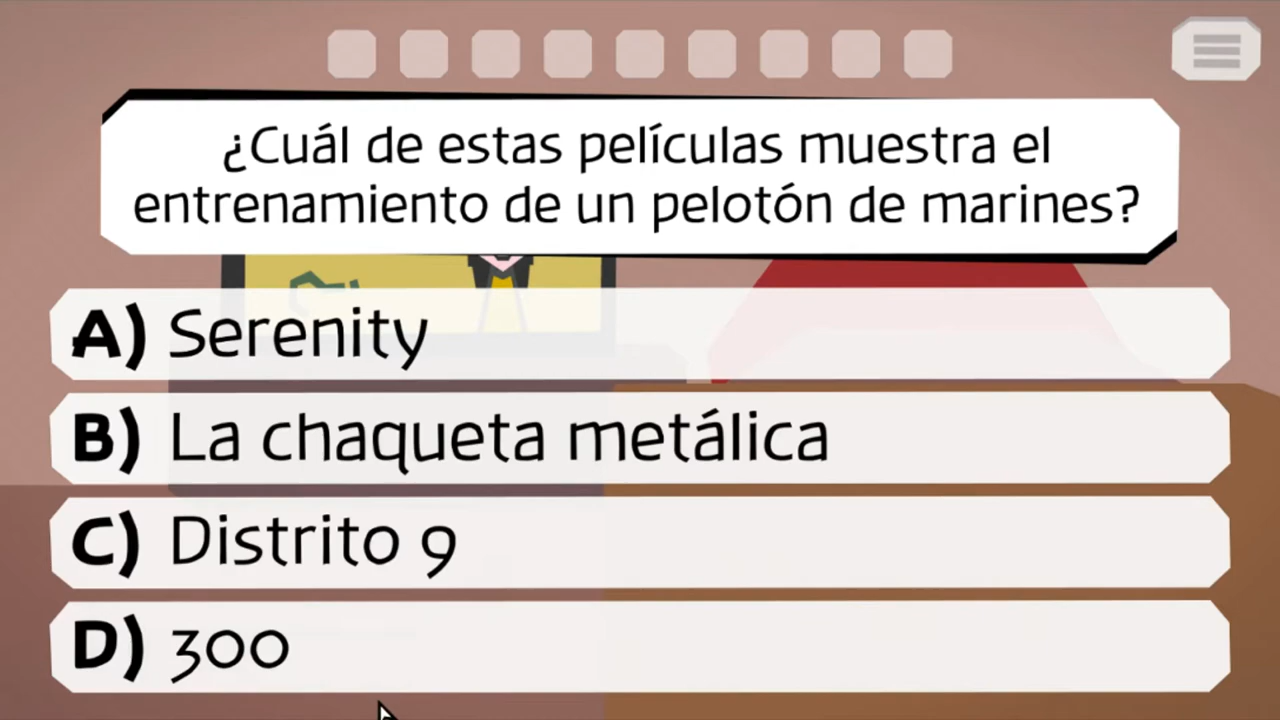 ¿Cuál de estas películas muestra el
entrenamiento de un pelotón de marines?
A) Serenity
B) La chaqueta metálica
C) Distrito 9
D) 300